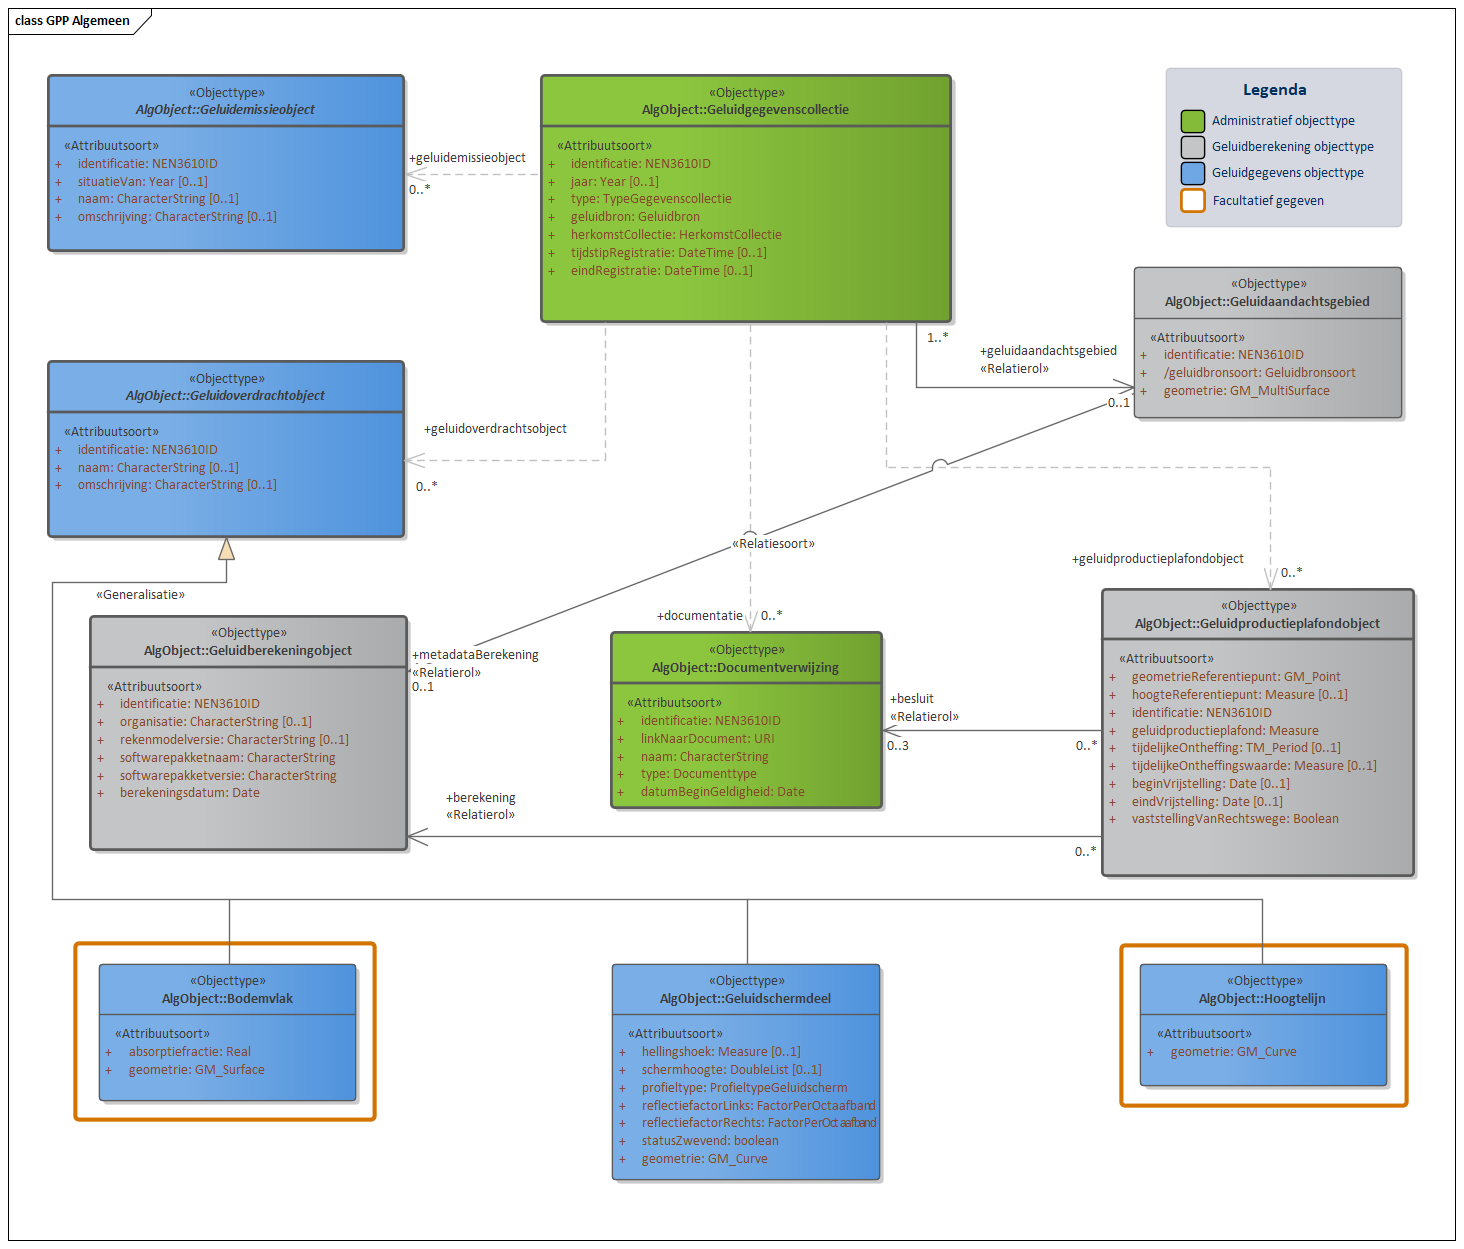 class GPP Algemeen
«Objecttype»
AlgObject::Geluidemissieobject
«Attribuutsoort»
+ identificatie: NEN3610ID
+ situatieVan: Year [0..1]
+ naam: CharacterString [0..1]
+ omschrijving: CharacterString [0..1]
+geluidemissieobject
0..*
«Objecttype»
AlgObject::Geluidgegevenscollectie
«Attribuutsoort»
+ identificatie: NEN3610ID
+ jaar: Year [0..1]
+ type: TypeGegevenscollectie
+ geluidbron: Geluidbron
+ herkomstCollectie: HerkomstCollectie
+ tijdstipRegistratie: DateTime [0..1]
+ eindRegistratie: DateTime [0..1]
Legenda
Administratief objecttype
Geluidberekening objecttype
Geluidgegevens objecttype
Facultatief gegeven
«Objecttype»
AlgObject::Geluidaandachtsgebied
«Attribuutsoort»
+ identificatie: NEN3610ID
+ /geluidbronsoort: Geluidbronsoort
+ geometrie: GM_MultiSurface
1..*
+geluidaandachtsgebied
«Relatierol»
0..1
«Objecttype»
AlgObject::Geluidoverdrachtobject
«Attribuutsoort»
+ identificatie: NEN3610ID
+ naam: CharacterString [0..1]
+ omschrijving: CharacterString [0..1]
+geluidoverdrachtsobject
0..*
«Relatiesoort»
+geluidproductieplafondobject
0..*
«Generalisatie»
+documentatie
0..*
«Objecttype»
AlgObject::Geluidberekeningobject
«Attribuutsoort»
+ identificatie: NEN3610ID
+ organisatie: CharacterString [0..1]
+ rekenmodelversie: CharacterString [0..1]
+ softwarepakketnaam: CharacterString
+ softwarepakketversie: CharacterString
+ berekeningsdatum: Date
+metadataBerekening
«Relatierol»
0..1
«Objecttype»
AlgObject::Documentverwijzing
«Attribuutsoort»
+ identificatie: NEN3610ID
+ linkNaarDocument: URI
+ naam: CharacterString
+ type: Documenttype
+ datumBeginGeldigheid: Date
+besluit
«Relatierol»
0..3
0..*
«Objecttype»
AlgObject::Geluidproductieplafondobject
«Attribuutsoort»
+ geometrieReferentiepunt: GM_Point
+ hoogteReferentiepunt: Measure [0..1]
+ identificatie: NEN3610ID
+ geluidproductieplafond: Measure
+ tijdelijkeOntheffing: TM_Period [0..1]
+ tijdelijkeOntheffingswaarde: Measure [0..1]
+ beginVrijstelling: Date [0..1]
+ eindVrijstelling: Date [0..1]
+ vaststellingVanRechtswege: Boolean
+berekening
«Relatierol»
0..*
«Objecttype»
AlgObject::Bodemvlak
«Attribuutsoort»
+ absorptiefractie: Real
+ geometrie: GM_Surface
«Objecttype»
AlgObject::Geluidschermdeel
«Attribuutsoort»
+ hellingshoek: Measure [0..1]
+ schermhoogte: DoubleList [0..1]
+ profieltype: ProfieltypeGeluidscherm
+ reflectiefactorLinks: FactorPerOctaafband
+ reflectiefactorRechts: FactorPerOctaafband
+ statusZwevend: boolean
+ geometrie: GM_Curve
«Objecttype»
AlgObject::Hoogtelijn
«Attribuutsoort»
+ geometrie: GM_Curve